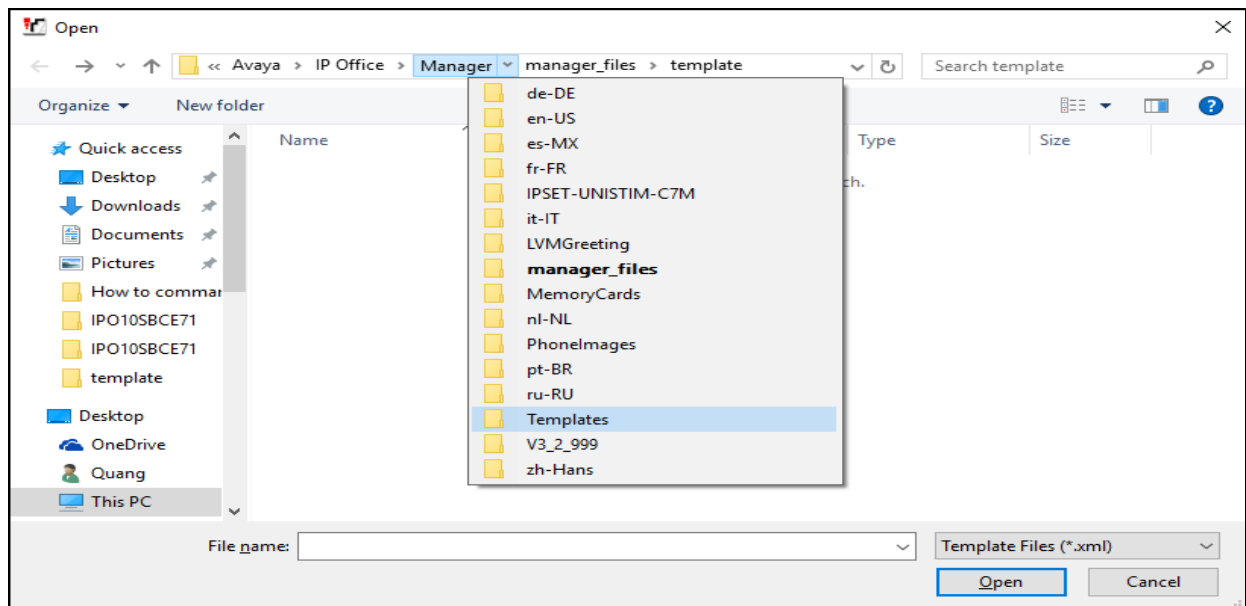 Open
« Avaya > IP Office > Manager manager_files > template
Search template
Organize
New folder
Name
Type
Size
ch.
Quick access
Desktop
Downloads
Documents
Pictures
How to commar
IPO10SBCE71
IPO10SBCE71
template
Desktop
OneDrive
Quang
This PC
de-DE
en-US
es-MX
fr-FR
IPSET-UNISTIM-C7M
it-IT
LVMGreeting
manager_files
MemoryCards
nl-NL
PhoneImages
pt-BR
ru-RU
Templates
V3_2_999
zh-Hans
File name:
Template Files (*.xml)
Open
Cancel